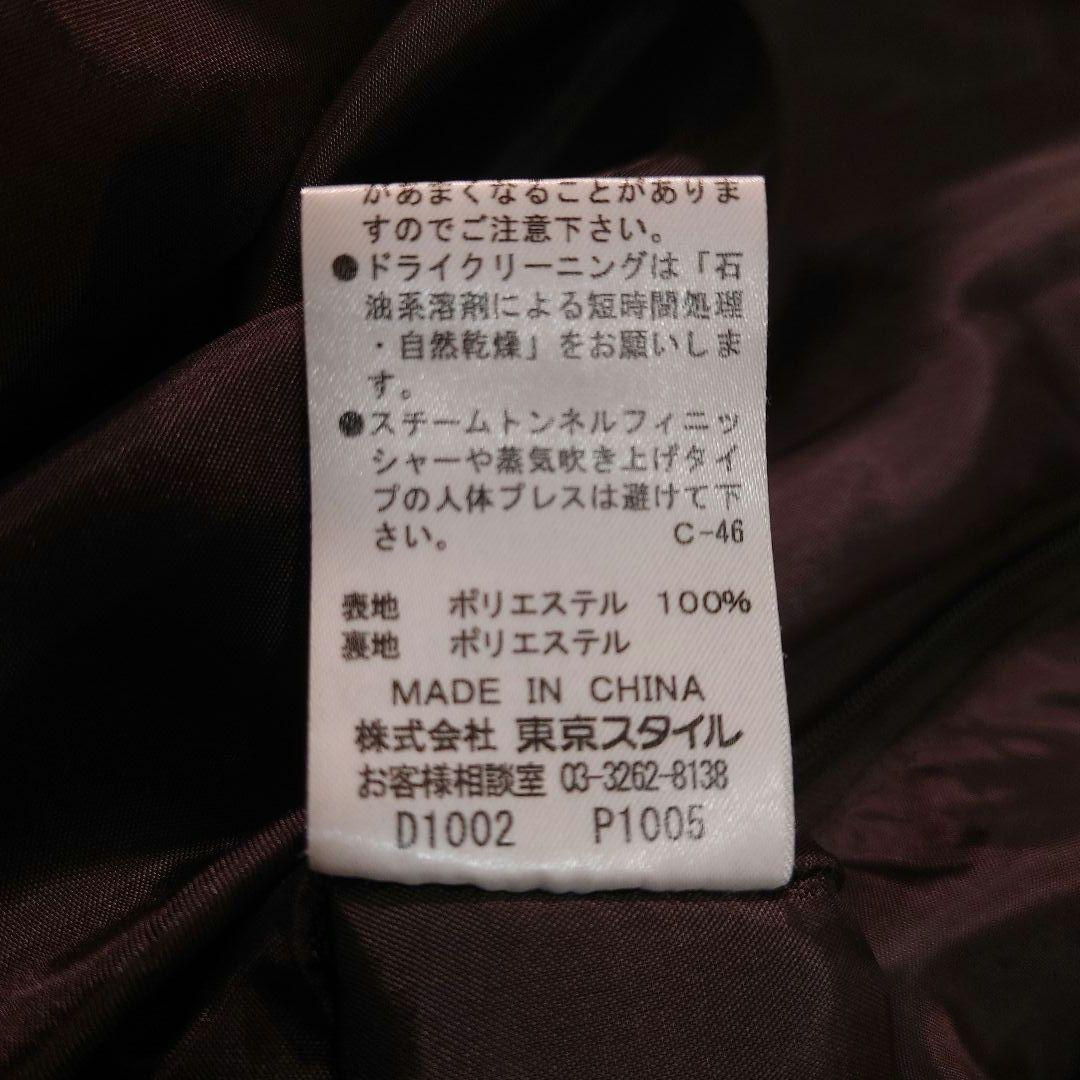 があまくなることがありま
すのでご注意下さい。
●ドライクリーニングは「石
油系溶剤による短時間処理
・自然乾燥」をお願いしま
す。
●スチームトンネルフィニッ
シャーや蒸気吹き上げタイ
プの人体プレスは避けて下
さい。 C-46
表地 ポリエステル 100%
裏地 ポリエステル
MADE IN CHINA
株式会社 東京スタイル
お客様相談室 03-3262-8138
D1002 P1005